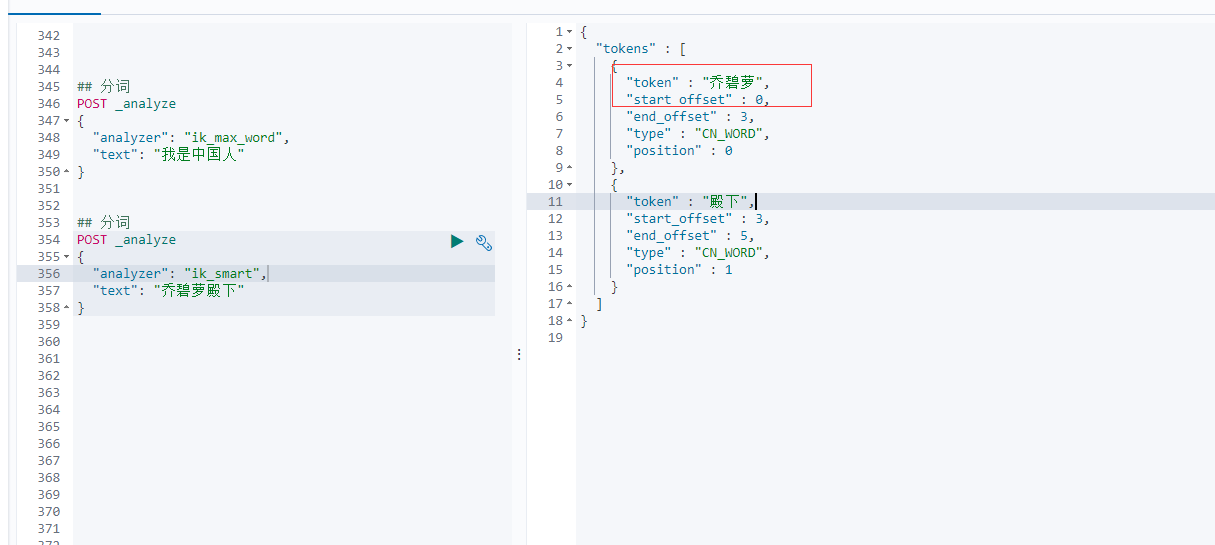 342
343
344
345 ## 分词
346 POST _analyze
347 {
348 "analyzer": "ik_max_word",
349 "text": "我是中国人"
350 }
351
352
353 ## 分词
354 POST _analyze
355 {
356 "analyzer": "ik_smart",
357 "text": "乔碧萝殿下"
358 }
359
360
361
362
363
364
365
366
367
368
369
370
371
1 {
2 "tokens" : [
3 {
4 "token" : "乔碧萝",
5 "start_offset" : 0,
6 "end_offset" : 3,
7 "type" : "CN_WORD",
8 "position" : 0
9 },
10 {
11 "token" : "殿下",
12 "start_offset" : 3,
13 "end_offset" : 5,
14 "type" : "CN_WORD",
15 "position" : 1
16 }
17 ]
18 }
19